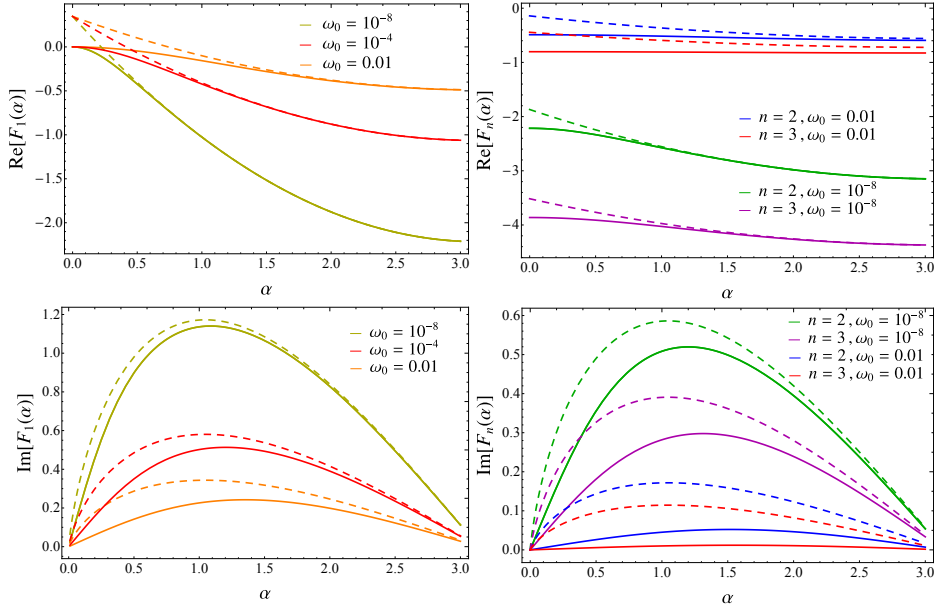 Re[F₁(α)]
0.0
−0.5
−1.0
−1.5
−2.0
ω₀ = 10⁻⁸
ω₀ = 10⁻⁴
ω₀ = 0.01
0.0 0.5 1.0 1.5 2.0 2.5 3.0
α
Re[Fₙ(α)]
0
−1
−2
−3
−4
n = 2 , ω₀ = 0.01
n = 3 , ω₀ = 0.01
n = 2 , ω₀ = 10⁻⁸
n = 3 , ω₀ = 10⁻⁸
0.0 0.5 1.0 1.5 2.0 2.5 3.0
α
Im[F₁(α)]
1.2
1.0
0.8
0.6
0.4
0.2
0.0
ω₀ = 10⁻⁸
ω₀ = 10⁻⁴
ω₀ = 0.01
0.0 0.5 1.0 1.5 2.0 2.5 3.0
α
Im[Fₙ(α)]
0.6
0.5
0.4
0.3
0.2
0.1
0.0
n = 2 , ω₀ = 10⁻⁸
n = 3 , ω₀ = 10⁻⁸
n = 2 , ω₀ = 0.01
n = 3 , ω₀ = 0.01
0.0 0.5 1.0 1.5 2.0 2.5 3.0
α